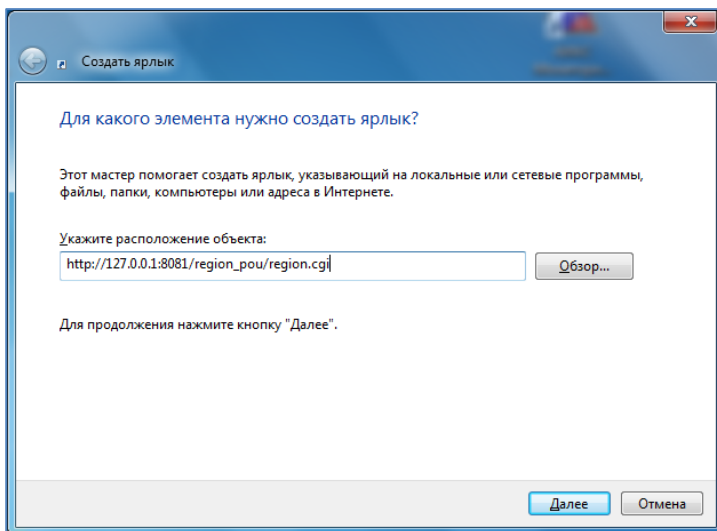 Создать ярлык
Для какого элемента нужно создать ярлык?
Этот мастер помогает создать ярлык, указывающий на локальные или сетевые программы,
файлы, папки, компьютеры или адреса в Интернете.
Укажите расположение объекта:
http://127.0.0.1:8081/region_pou/region.cgi
Обзор...
Для продолжения нажмите кнопку "Далее".
Далее
Отмена